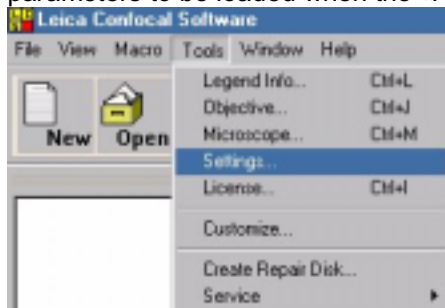 parameters to be loaded when the
Leica Confocal Software
File View Macro Tools Window Help
New Open
Legend Info... Ctrl+L
Objective... Ctrl+J
Microscope... Ctrl+M
Settings...
License... Ctrl+I
Customize...
Create Repair Disk...
Service